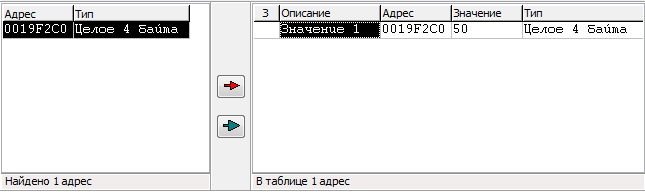 Адрес Тип
0019F2C0 Целое 4 байта
Найдено 1 адрес
З Описание Адрес Значение Тип
Значение 1 0019F2C0 50 Целое 4 байта
В таблице 1 адрес